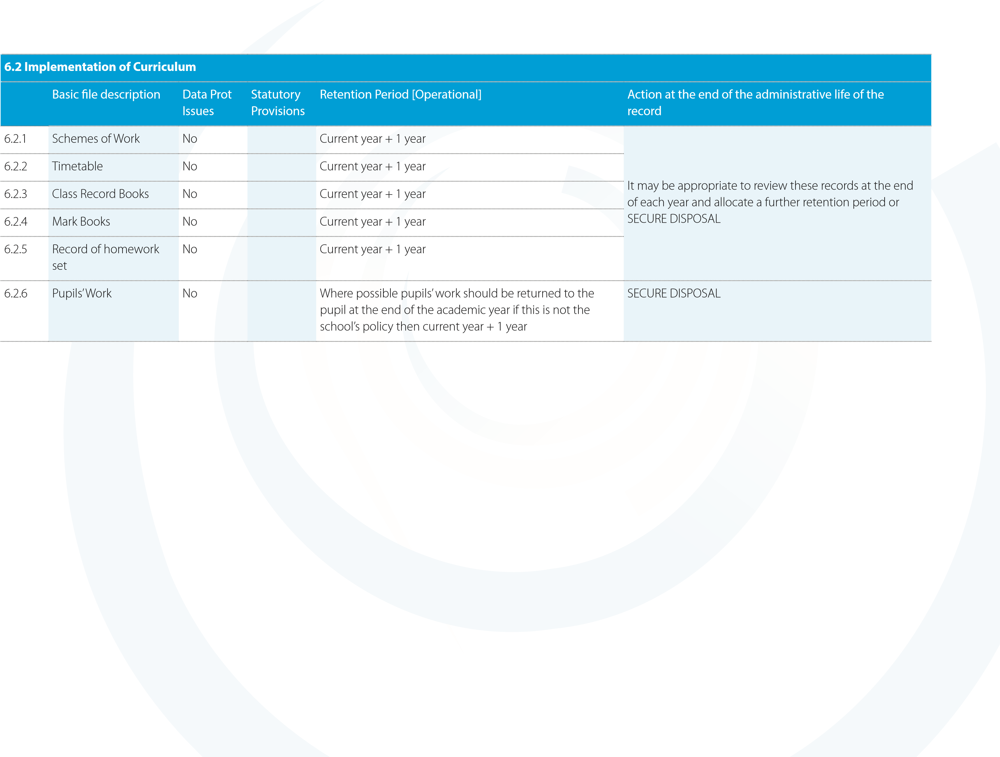 6.2 Implementation of Curriculum
Basic file description
Data Prot
Issues
Statutory
Provisions
Retention Period [Operational]
Action at the end of the administrative life of the
record
6.2.1 Schemes of Work No Current year + 1 year
6.2.2 Timetable No Current year + 1 year
6.2.3 Class Record Books No Current year + 1 year
6.2.4 Mark Books No Current year + 1 year
6.2.5 Record of homework
set
No Current year + 1 year
It may be appropriate to review these records at the end
of each year and allocate a further retention period or
SECURE DISPOSAL
6.2.6 Pupils’ Work No
Where possible pupils’ work should be returned to the
pupil at the end of the academic year if this is not the
school’s policy then current year + 1 year
SECURE DISPOSAL